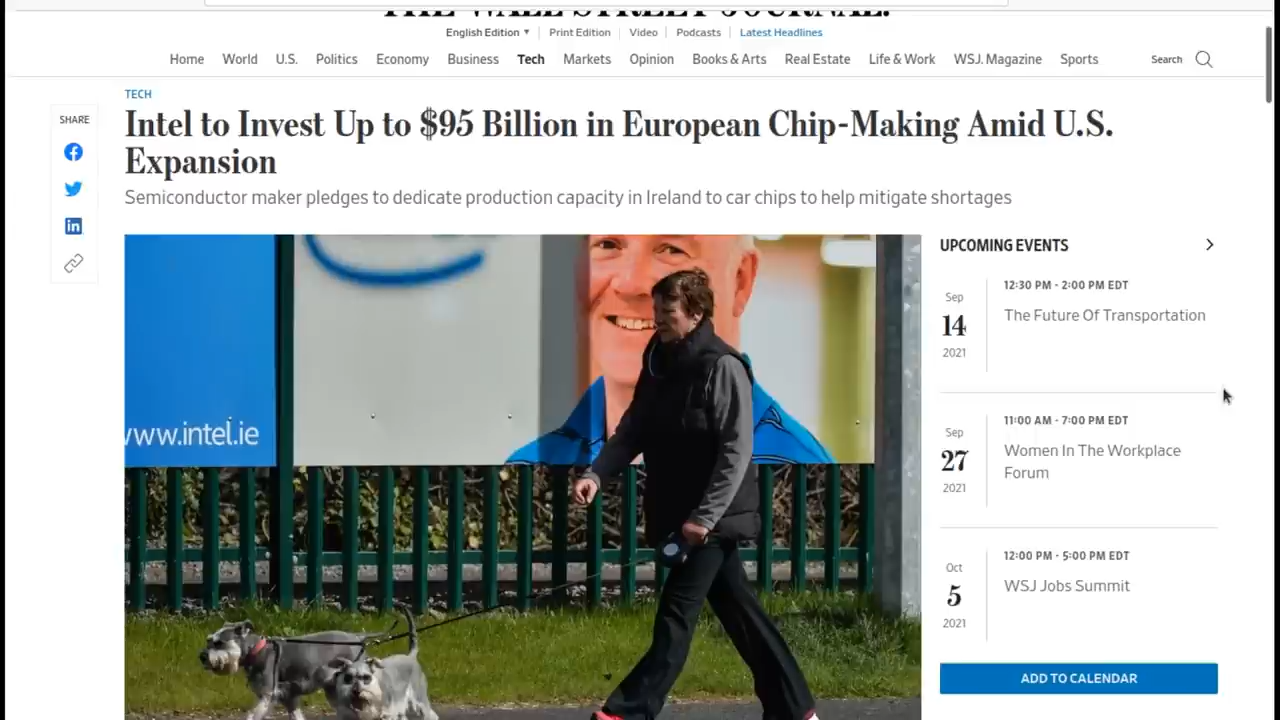 THE WALL STREET JOURNAL.
English Edition
Print Edition
Video
Podcasts
Latest Headlines
Home
World
U.S.
Politics
Economy
Business
Tech
Markets
Opinion
Books & Arts
Real Estate
Life & Work
WSJ. Magazine
Sports
Search
SHARE
TECH
Intel to Invest Up to $95 Billion in European Chip-Making Amid U.S.
Expansion
Semiconductor maker pledges to dedicate production capacity in Ireland to car chips to help mitigate shortages
www.intel.ie
UPCOMING EVENTS
Sep
14
2021
12:30 PM - 2:00 PM EDT
The Future Of Transportation
Sep
27
2021
11:00 AM - 7:00 PM EDT
Women In The Workplace
Forum
Oct
5
2021
12:00 PM - 5:00 PM EDT
WSJ Jobs Summit
ADD TO CALENDAR